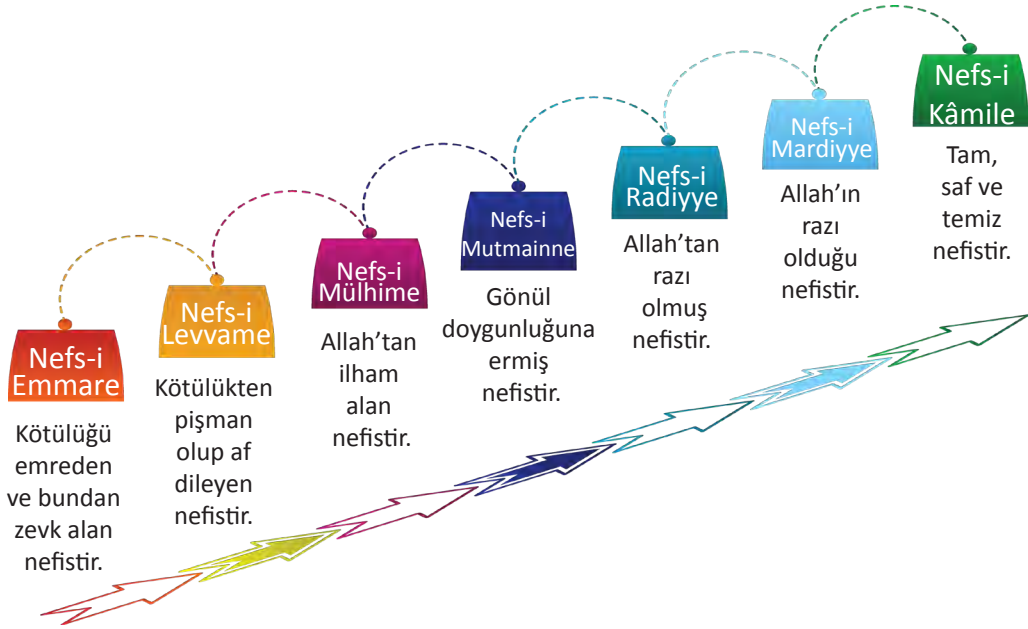 Nefs-i
Emmare
Kötülüğü
emreden
ve bundan
zevk alan
nefistir.
Nefs-i
Levvame
Kötülükten
pişman
olup af
dileyen
nefistir.
Nefs-i
Mülhime
Allah’tan
ilham
alan
nefistir.
Nefs-i
Mutmainne
Gönül
doygunluğuna
ermiş
nefistir.
Nefs-i
Radiyye
Allah’tan
razı
olmuş
nefistir.
Nefs-i
Mardiyye
Allah’ın
razı
olduğu
nefistir.
Nefs-i
Kâmile
Tam,
saf ve
temiz
nefistir.